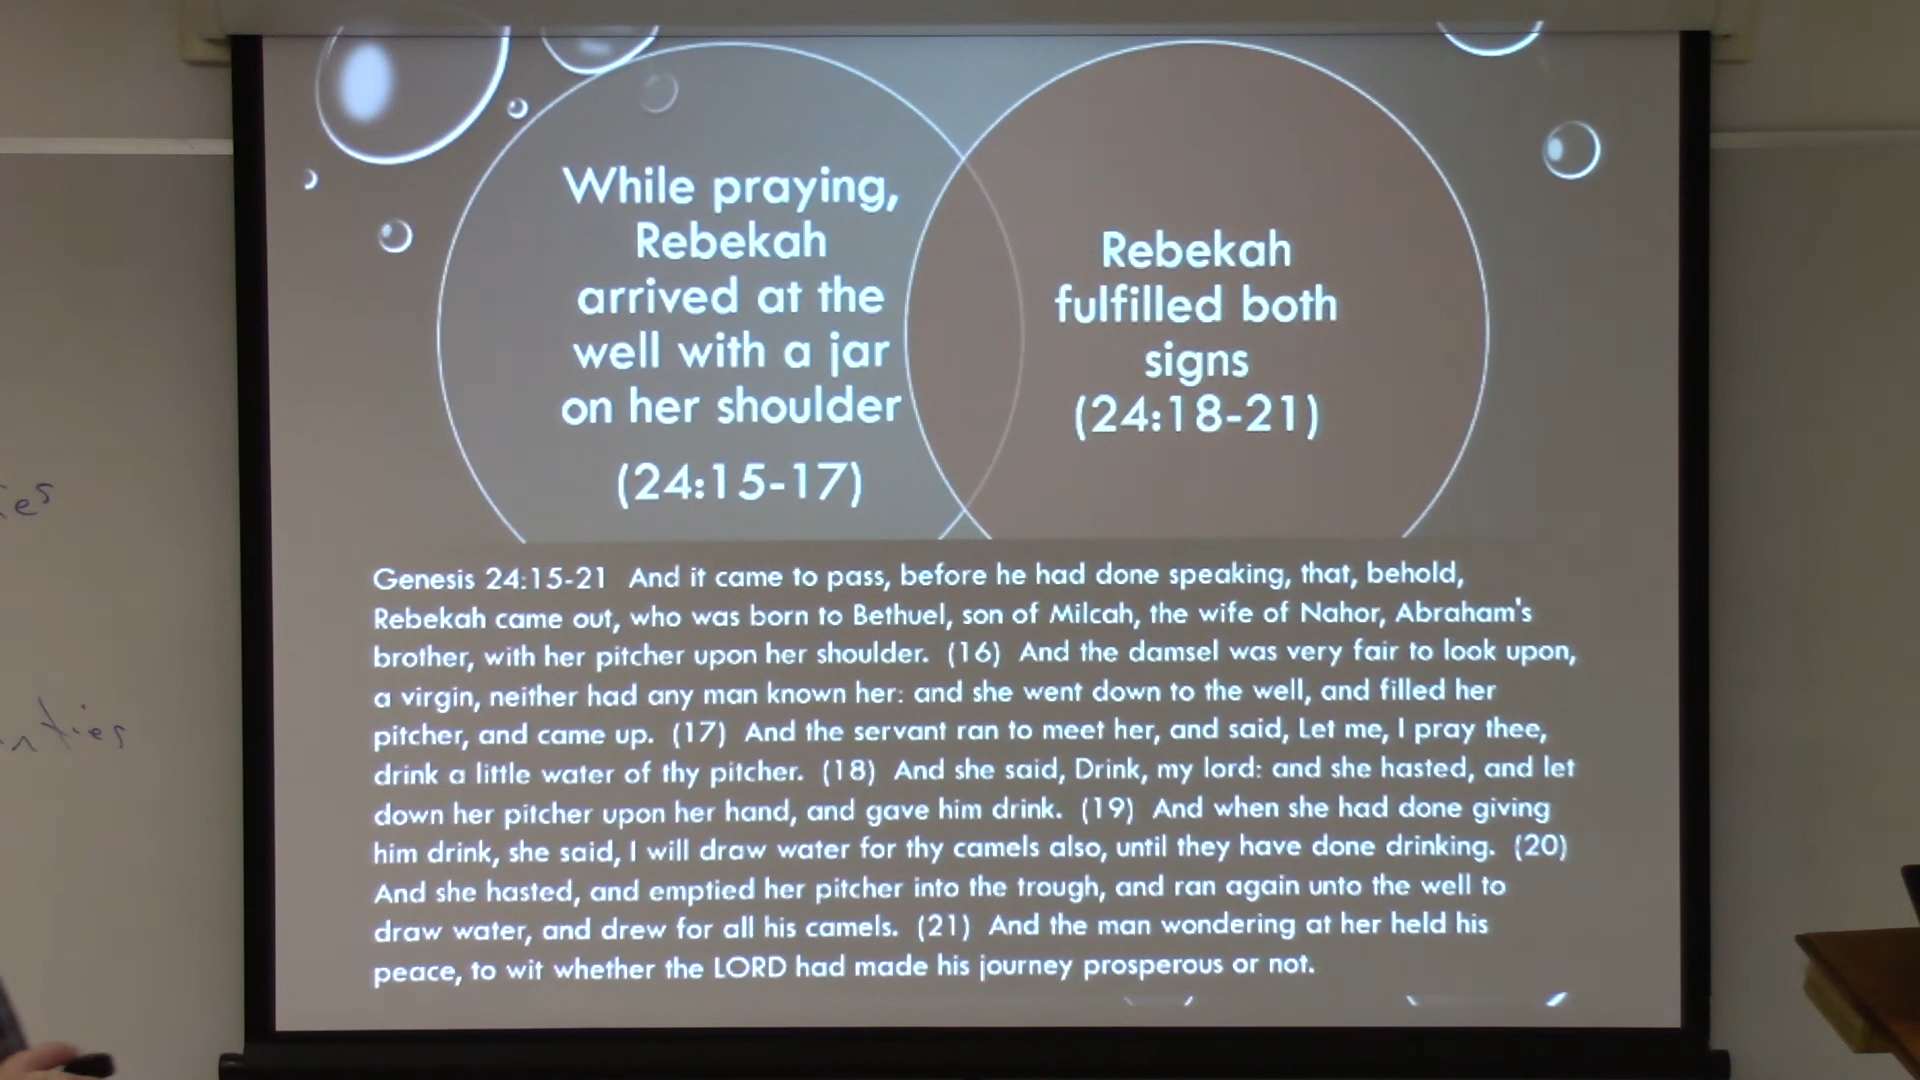 While praying,
Rebekah
arrived at the
well with a jar
on her shoulder
(24:15-17)
Rebekah
fulfilled both
signs
(24:18-21)
Genesis 24:15-21 And it came to pass, before he had done speaking, that, behold,
Rebekah came out, who was born to Bethuel, son of Milcah, the wife of Nahor, Abraham's
brother, with her pitcher upon her shoulder. (16) And the damsel was very fair to look upon,
a virgin, neither had any man known her: and she went down to the well, and filled her
pitcher, and came up. (17) And the servant ran to meet her, and said, Let me, I pray thee,
drink a little water of thy pitcher. (18) And she said, Drink, my lord: and she hasted, and let
down her pitcher upon her hand, and gave him drink. (19) And when she had done giving
him drink, she said, I will draw water for thy camels also, until they have done drinking. (20)
And she hasted, and emptied her pitcher into the trough, and ran again unto the well to
draw water, and drew for all his camels. (21) And the man wondering at her held his
peace, to wit whether the LORD had made his journey prosperous or not.